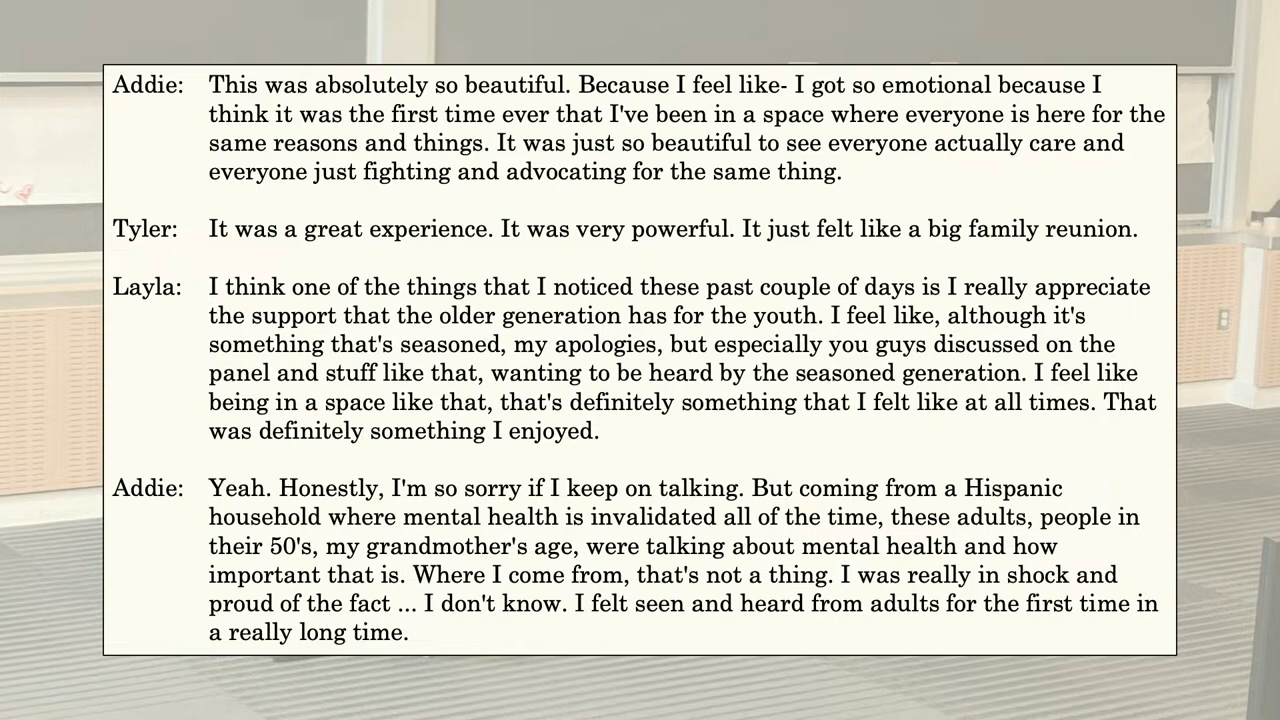 Addie: This was absolutely so beautiful. Because I feel like- I got so emotional because I
think it was the first time ever that I've been in a space where everyone is here for the
same reasons and things. It was just so beautiful to see everyone actually care and
everyone just fighting and advocating for the same thing.
Tyler: It was a great experience. It was very powerful. It just felt like a big family reunion.
Layla: I think one of the things that I noticed these past couple of days is I really appreciate
the support that the older generation has for the youth. I feel like, although it's
something that's seasoned, my apologies, but especially you guys discussed on the
panel and stuff like that, wanting to be heard by the seasoned generation. I feel like
being in a space like that, that's definitely something that I felt like at all times. That
was definitely something I enjoyed.
Addie: Yeah. Honestly, I'm so sorry if I keep on talking. But coming from a Hispanic
household where mental health is invalidated all of the time, these adults, people in
their 50's, my grandmother's age, were talking about mental health and how
important that is. Where I come from, that's not a thing. I was really in shock and
proud of the fact ... I don't know. I felt seen and heard from adults for the first time in
a really long time.